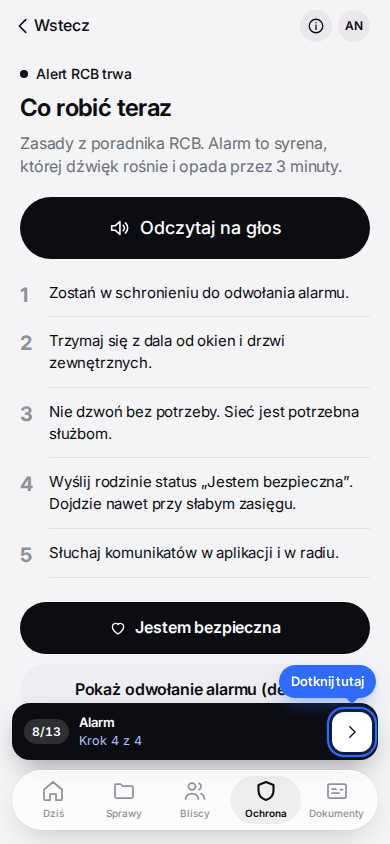 Wstecz
AN
Alert RCB trwa
Co robić teraz
Zasady z poradnika RCB. Alarm to syrena,
której dźwięk rośnie i opada przez 3 minuty.
Odczytaj na głos
1 Zostań w schronieniu do odwołania alarmu.
2 Trzymaj się z dala od okien i drzwi
zewnętrznych.
3 Nie dzwoń bez potrzeby. Sieć jest potrzebna
służbom.
4 Wyślij rodzinie status „Jestem bezpieczna”.
Dojdzie nawet przy słabym zasięgu.
5 Słuchaj komunikatów w aplikacji i w radiu.
Jestem bezpieczna
Dotknij tutaj
Pokaż odwołanie alarmu (de
8/13
Alarm
Krok 4 z 4
Dziś
Sprawy
Bliscy
Ochrona
Dokumenty